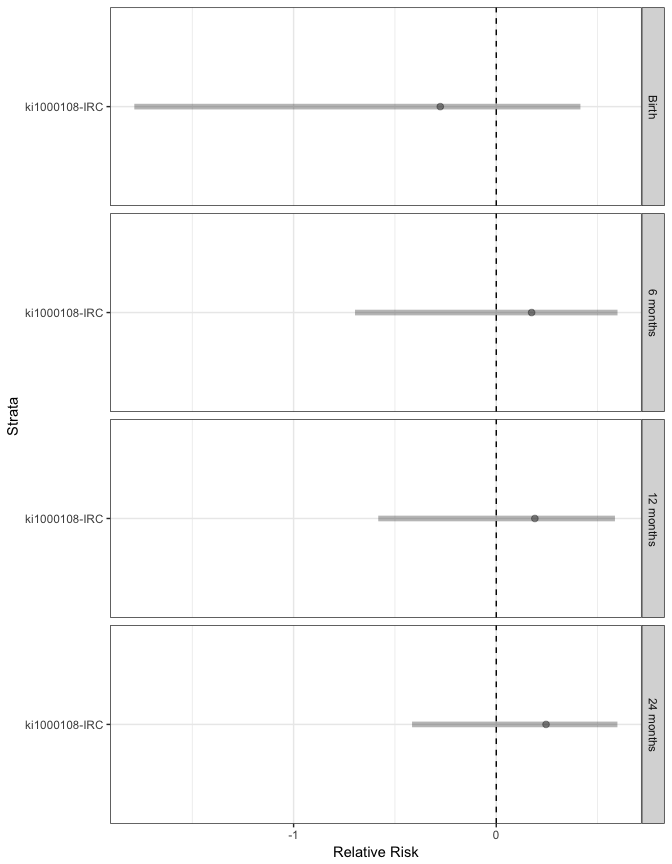 Strata
ki1000108-IRC
Birth
ki1000108-IRC
6 months
ki1000108-IRC
12 months
ki1000108-IRC
24 months
-1
0
Relative Risk